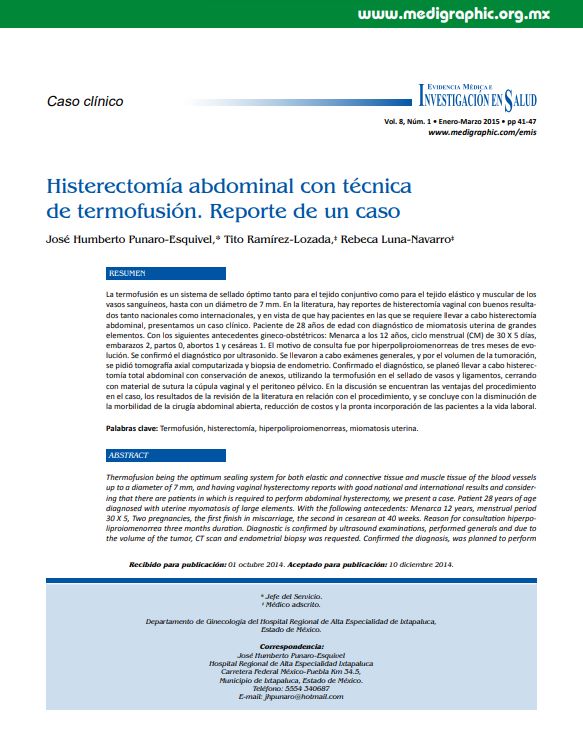 www.medigraphic.org.mx
Caso clínico
EVIDENCIA MÉDICA E
INVESTIGACIÓN EN SALUD
Vol. 8, Núm. 1 • Enero-Marzo 2015 • pp 41-47
www.medigraphic.com/emis
Histerectomía abdominal con técnica
de termofusión. Reporte de un caso
José Humberto Punaro-Esquivel,* Tito Ramírez-Lozada,‡ Rebeca Luna-Navarro‡
RESUMEN
La termofusión es un sistema de sellado óptimo tanto para el tejido conjuntivo como para el tejido elástico y muscular de los
vasos sanguíneos, hasta con un diámetro de 7 mm. En la literatura, hay reportes de histerectomía vaginal con buenos resulta-
dos tanto nacionales como internacionales, y en vista de que hay pacientes en las que se requiere llevar a cabo histerectomía
abdominal, presentamos un caso clínico. Paciente de 28 años de edad con diagnóstico de miomatosis uterina de grandes
elementos. Con los siguientes antecedentes gineco-obstétricos: Menarca a los 12 años, ciclo menstrual (CM) de 30 X 5 días,
embarazos 2, partos 0, abortos 1 y cesáreas 1. El motivo de consulta fue por hiperpoliproiomenorreas de tres meses de evo-
lución. Se confirmó el diagnóstico por ultrasonido. Se llevaron a cabo exámenes generales, y por el volumen de la tumoración,
se pidió tomografía axial computarizada y biopsia de endometrio. Confirmado el diagnóstico, se planeó llevar a cabo histerec-
tomía total abdominal con conservación de anexos, utilizando la termofusión en el sellado de vasos y ligamentos, cerrando
con material de sutura la cúpula vaginal y el peritoneo pélvico. En la discusión se encuentran las ventajas del procedimiento
en el caso, los resultados de la revisión de la literatura en relación con el procedimiento, y se concluye con la disminución de
la morbilidad de la cirugía abdominal abierta, reducción de costos y la pronta incorporación de las pacientes a la vida laboral.
Palabras clave: Termofusión, histerectomía, hiperpoliproiomenorreas, miomatosis uterina.
ABSTRACT
Thermofusion being the optimum sealing system for both elastic and connective tissue and muscle tissue of the blood vessels
up to a diameter of 7 mm, and having vaginal hysterectomy reports with good national and international results and consider-
ing that there are patients in which is required to perform abdominal hysterectomy, we present a case. Patient 28 years of age
diagnosed with uterine myomatosis of large elements. With the following antecedents: Menarca 12 years, menstrual period
30 X 5, Two pregnancies, the first finish in miscarriage, the second in cesarean at 40 weeks. Reason for consultation hiperpo-
liproiomenorrea three months duration. Diagnostic is confirmed by ultrasound examinations, performed generals and due to
the volume of the tumor, CT scan and endometrial biopsy was requested. Confirmed the diagnosis, was planned to perform
Recibido para publicación: 01 octubre 2014. Aceptado para publicación: 10 diciembre 2014.
* Jefe del Servicio.
‡ Médico adscrito.
Departamento de Ginecología del Hospital Regional de Alta Especialidad de Ixtapaluca,
Estado de México.
Correspondencia:
José Humberto Punaro-Esquivel
Hospital Regional de Alta Especialidad Ixtapaluca
Carretera Federal México-Puebla Km 34.5,
Municipio de Ixtapaluca, Estado de México.
Teléfono: 5554 340687
E-mail: jhpunaro@hotmail.com